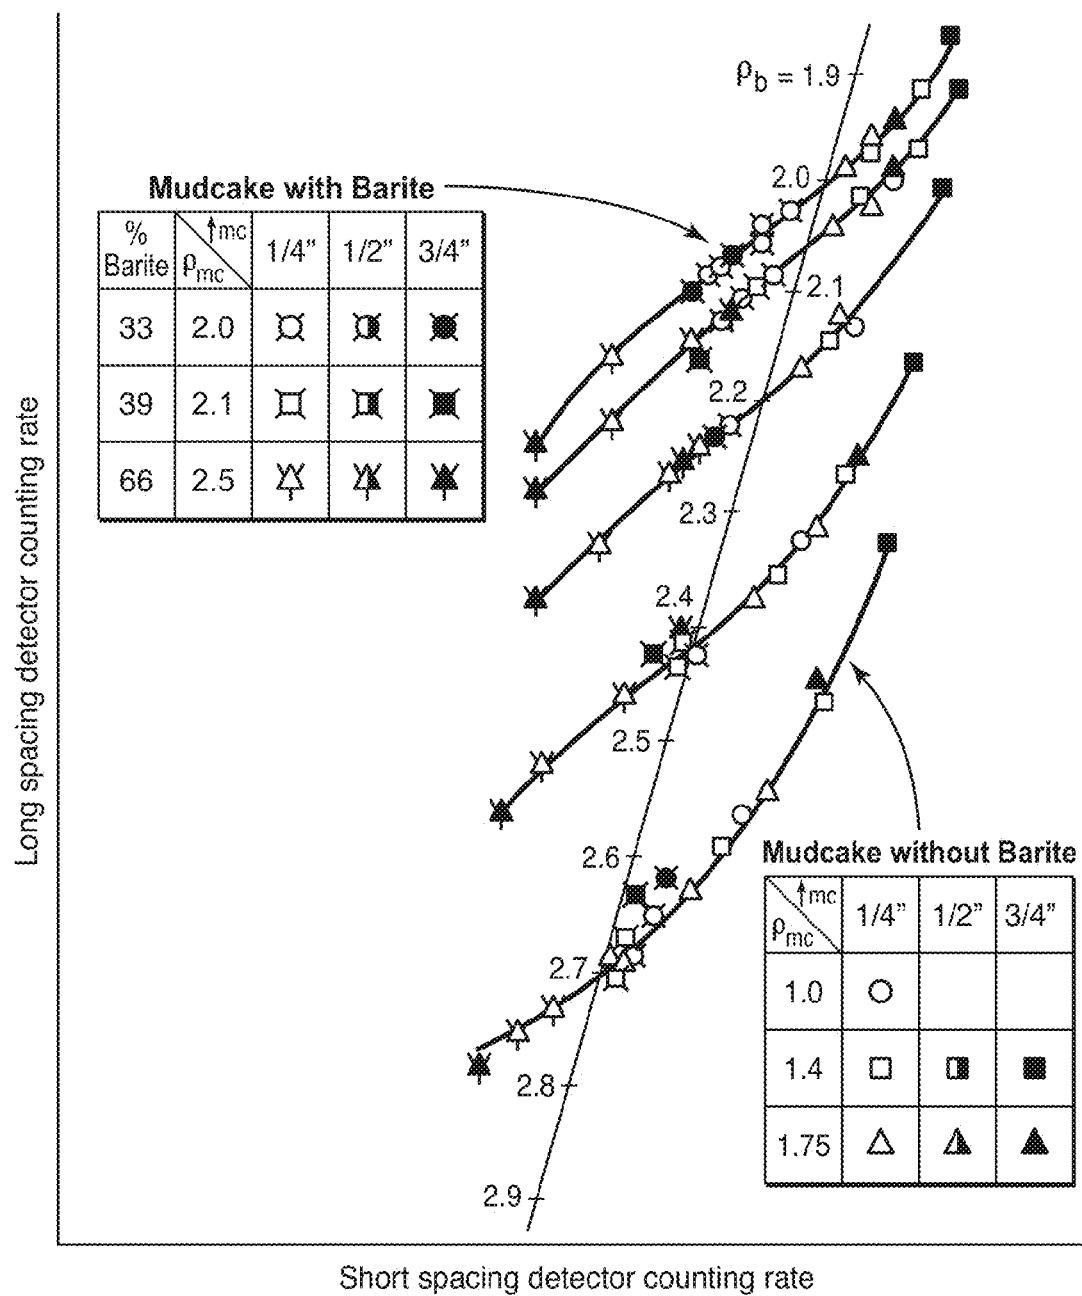 ρb = 1.9
2.0
2.1
2.2
2.3
2.4
2.5
2.6
2.7
2.8
2.9
Mudcake with Barite
% Barite ρmc ↑mc 1/4” 1/2” 3/4”
33 2.0
39 2.1
66 2.5
Mudcake without Barite
ρmc ↑mc 1/4” 1/2” 3/4”
1.0
1.4
1.75
Long spacing detector counting rate
Short spacing detector counting rate